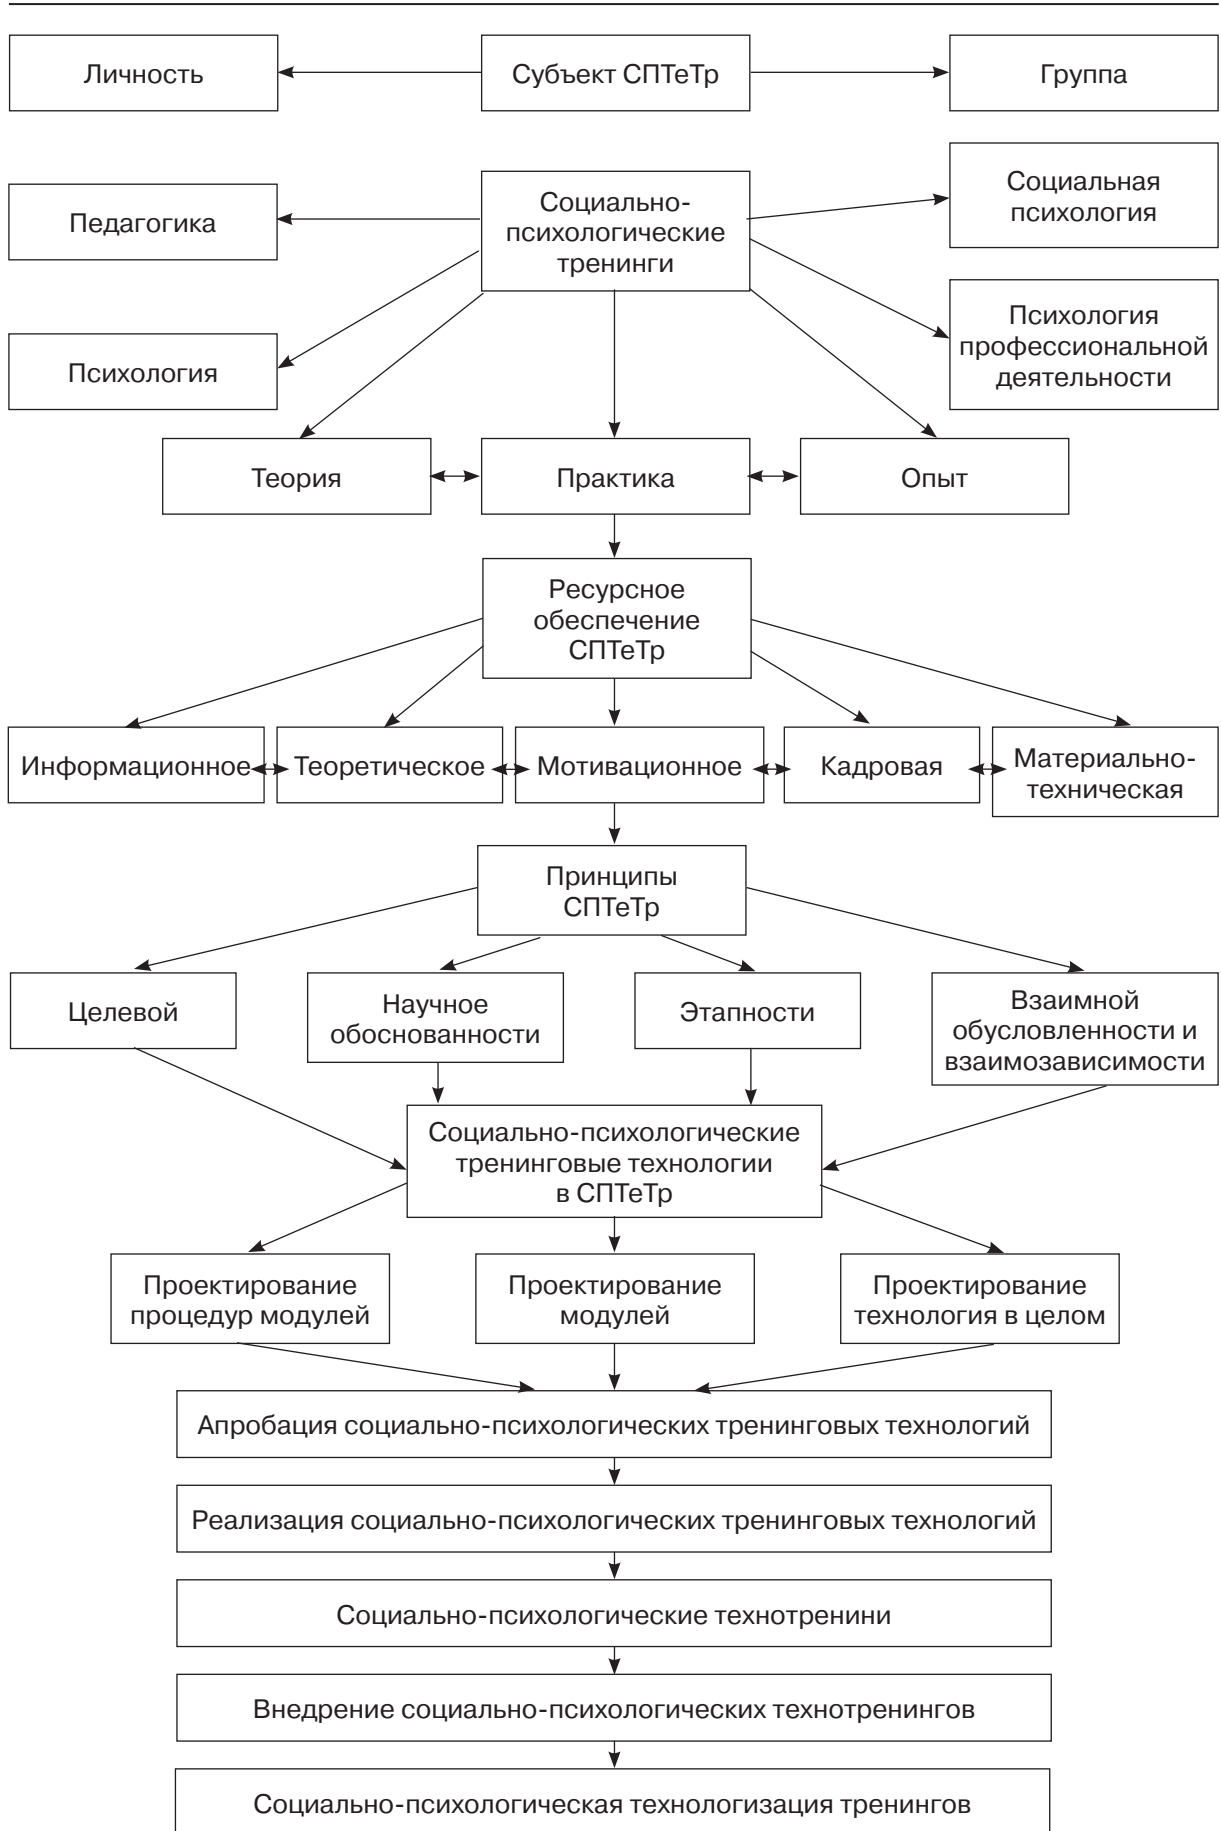 Личность
Субъект СПТеТр
Группа
Педагогика
Социально-
психологические
тренинги
Социальная
психология
Психология
Психология
профессиональной
деятельности
Теория
Практика
Опыт
Ресурсное
обеспечение
СПТеТр
Информационное
Теоретическое
Мотивационное
Кадровая
Материально-
техническая
Принципы
СПТеТр
Целевой
Научное
обоснованности
Этапности
Взаимной
обусловленности и
взаимозависимости
Социально-психологические
тренинговые технологии
в СПТеТр
Проектирование
процедур модулей
Проектирование
модулей
Проектирование
технология в целом
Апробация социально-психологических тренинговых технологий
Реализация социально-психологических тренинговых технологий
Социально-психологические технотренини
Внедрение социально-психологических технотренингов
Социально-психологическая технологизация тренингов